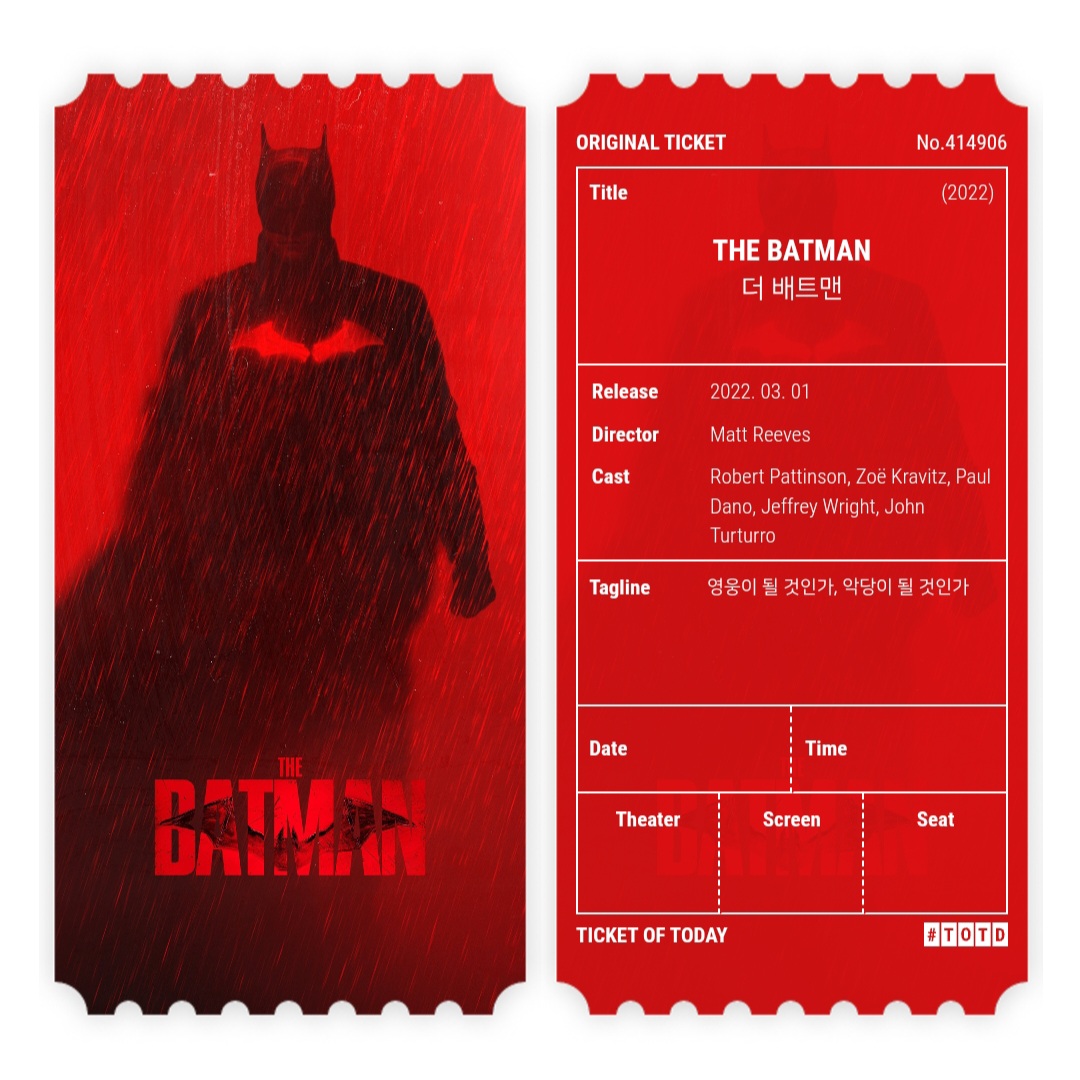 THE
BATMAN
ORIGINAL TICKET No.414906
Title (2022)
THE BATMAN
더 배트맨
Release 2022. 03. 01
Director Matt Reeves
Cast Robert Pattinson, Zoë Kravitz, Paul
Dano, Jeffrey Wright, John
Turturro
Tagline 영웅이 될 것인가, 악당이 될 것인가
Date Time
Theater Screen Seat
TICKET OF TODAY #TOTD